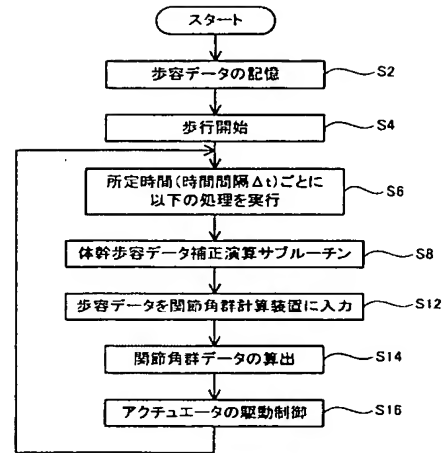 スタート
歩容データの記憶
S2
歩行開始
S4
所定時間(時間間隔Δt)ごとに
以下の処理を実行
S6
体幹歩容データ補正演算サブルーチン
S8
歩容データを関節角群計算装置に入力
S12
関節角群データの算出
S14
アクチュエータの駆動制御
S16